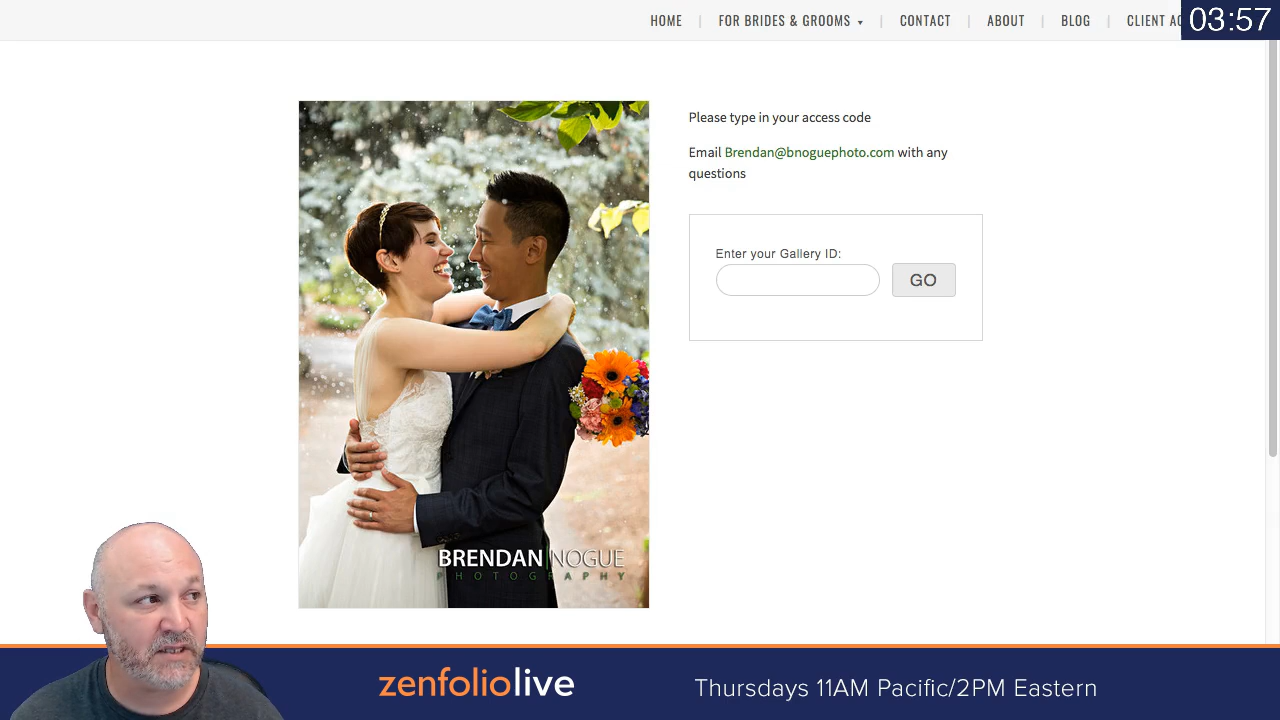 HOME | FOR BRIDES & GROOMS ▾ | CONTACT | ABOUT | BLOG | CLIENT
03:57
Please type in your access code
Email Brendan@bnoguephoto.com with any
questions
Enter your Gallery ID:
GO
BRENDAN NOGUE
PHOTOGRAPHY
zenfoliolive
Thursdays 11AM Pacific/2PM Eastern